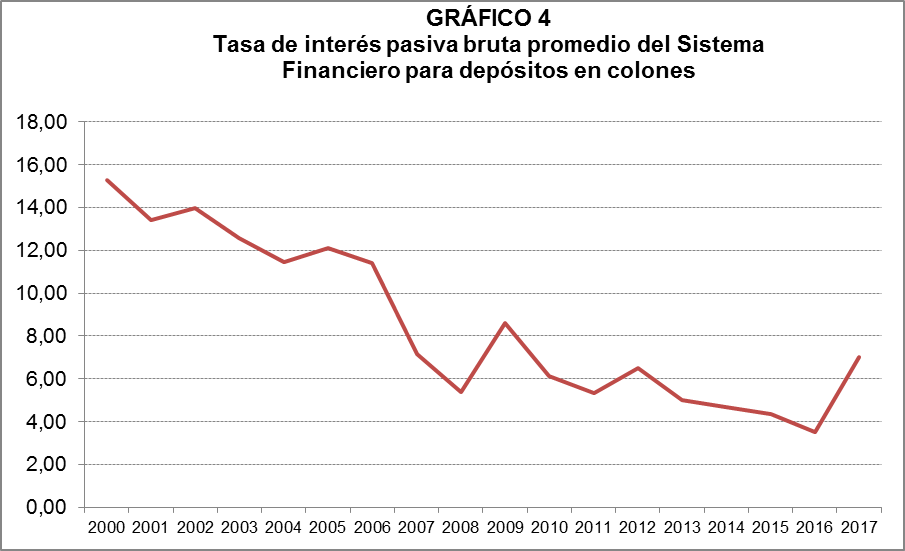 GRÁFICO 4
Tasa de interés pasiva bruta promedio del Sistema
Financiero para depósitos en colones
18,00
16,00
14,00
12,00
10,00
8,00
6,00
4,00
2,00
0,00
2000 2001 2002 2003 2004 2005 2006 2007 2008 2009 2010 2011 2012 2013 2014 2015 2016 2017